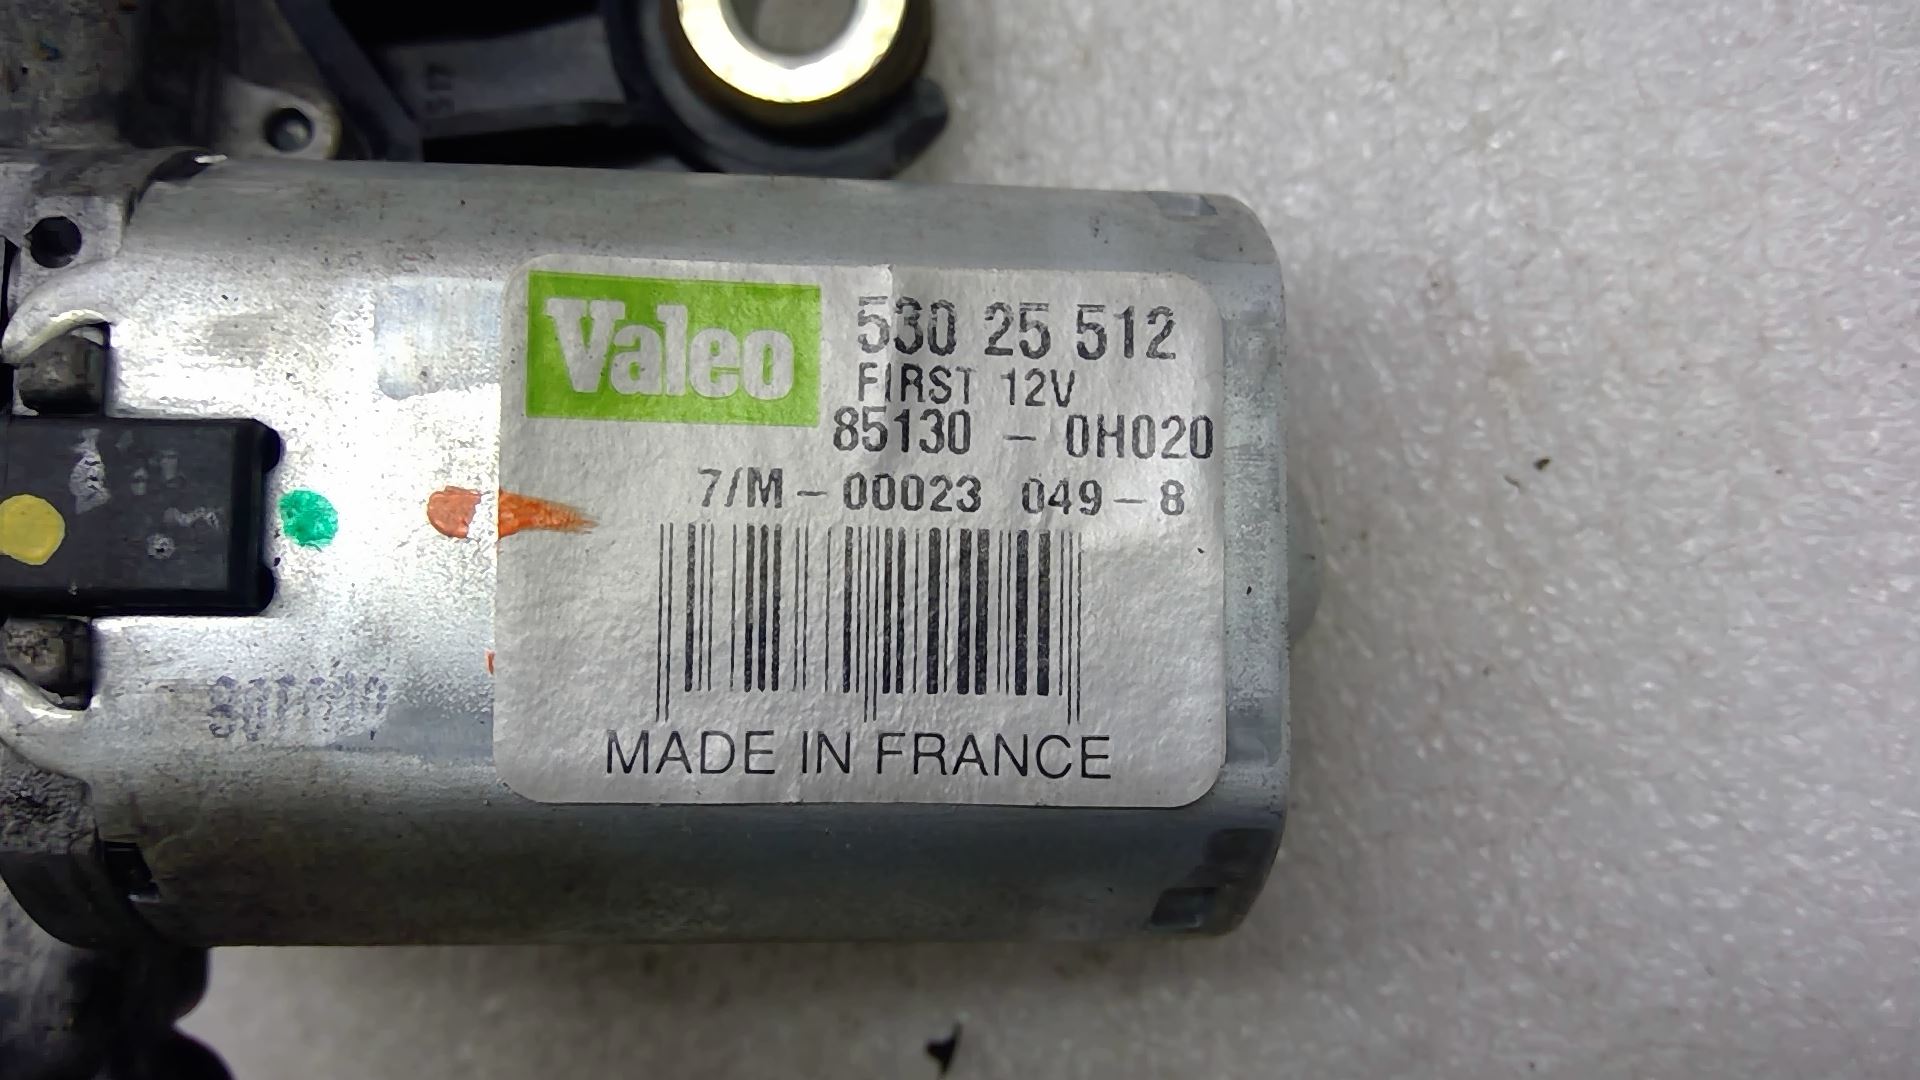 Valeo
530 25 512
FIRST 12V
85130 - 0H020
7/M - 00023 049 - 8
MADE IN FRANCE